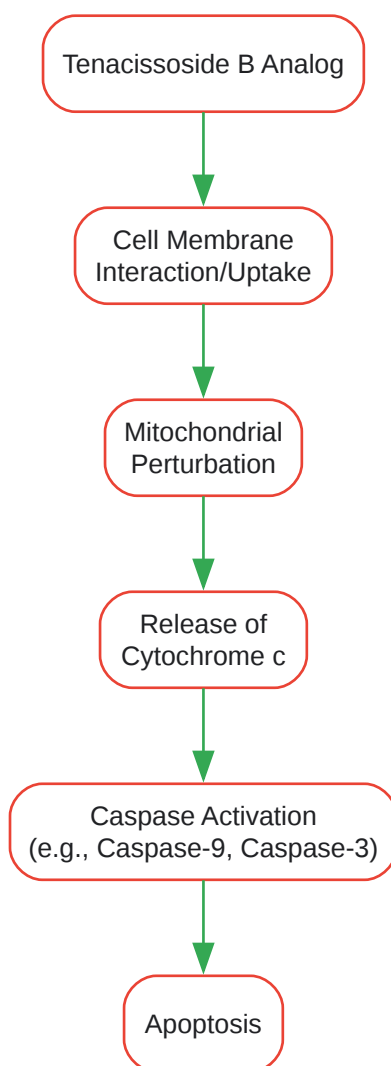 Tenacissoside B Analog
Cell Membrane
Interaction/Uptake
Mitochondrial
Perturbation
Release of
Cytochrome c
Caspase Activation
(e.g., Caspase-9, Caspase-3)
Apoptosis